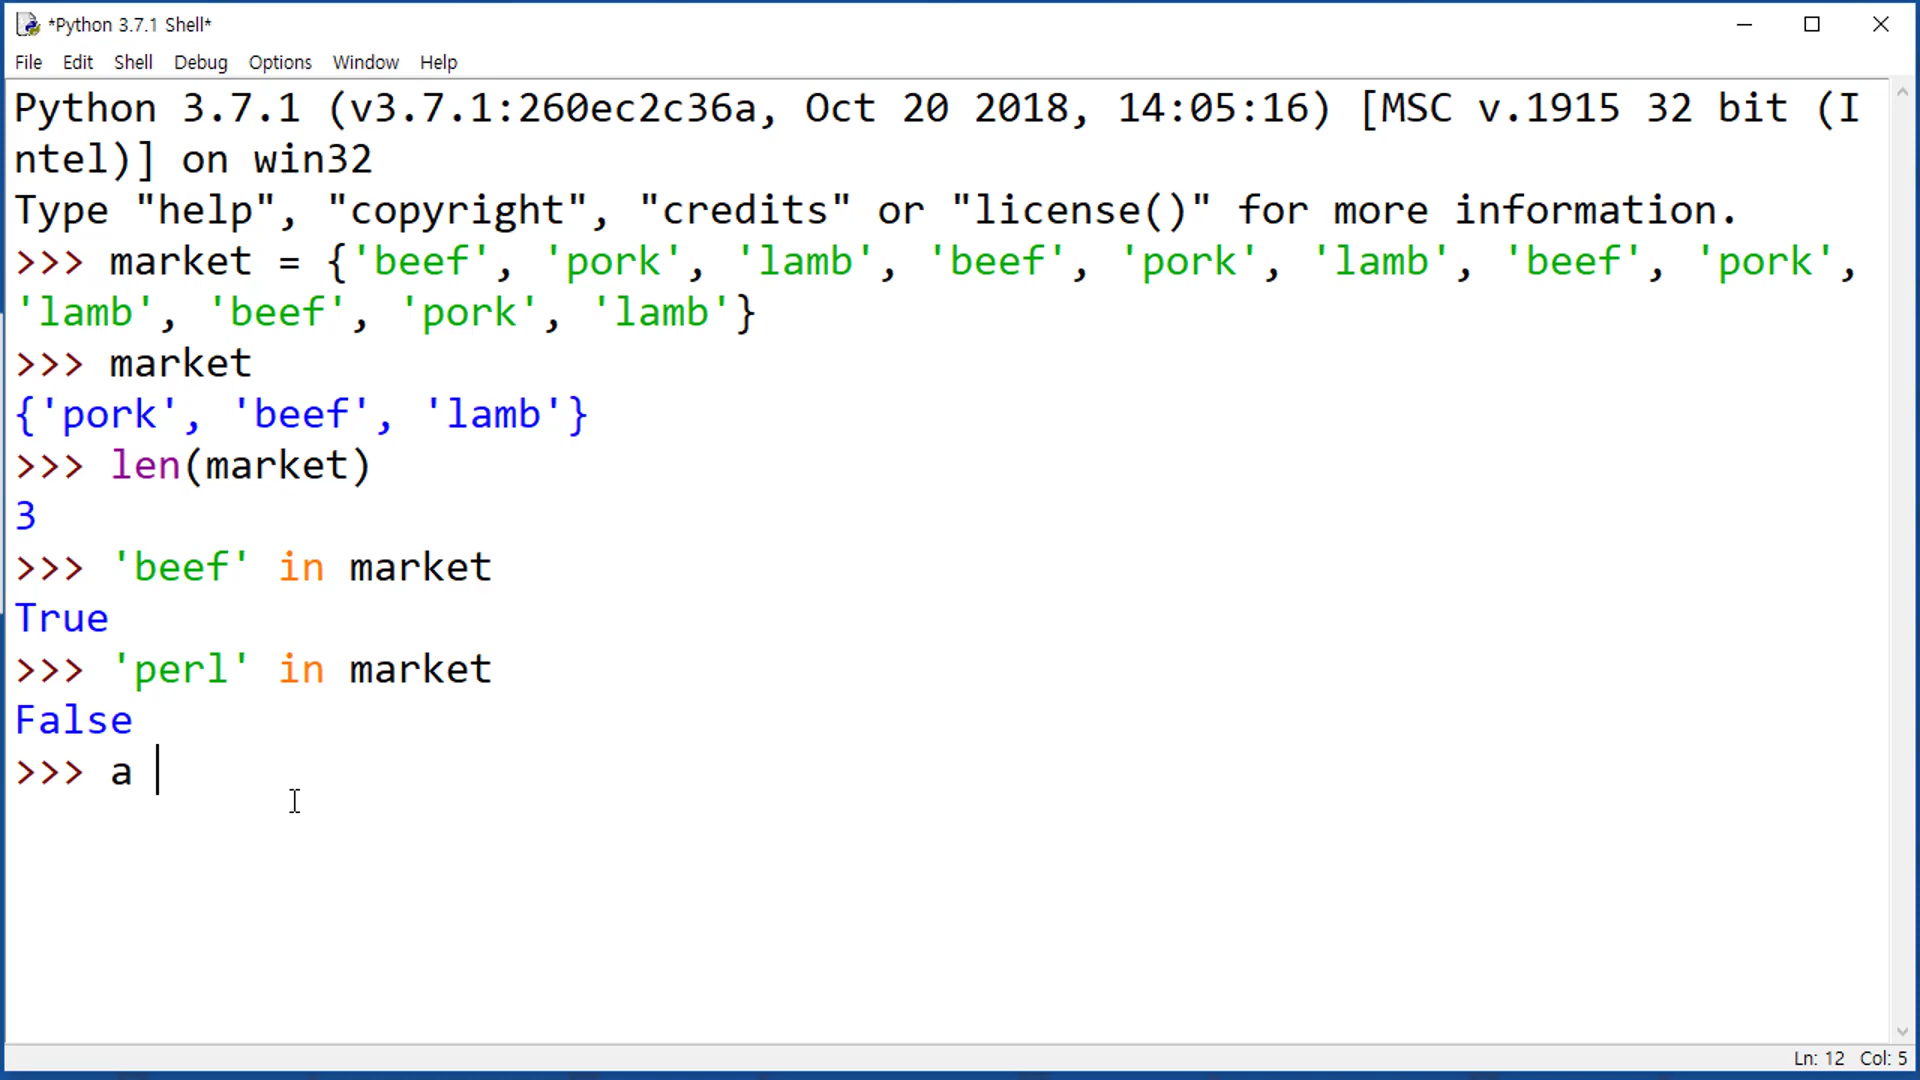 *Python 3.7.1 Shell*
File Edit Shell Debug Options Window Help
Python 3.7.1 (v3.7.1:260ec2c36a, Oct 20 2018, 14:05:16) [MSC v.1915 32 bit (I
ntel)] on win32
Type "help", "copyright", "credits" or "license()" for more information.
>>> market = {'beef', 'pork', 'lamb', 'beef', 'pork', 'lamb', 'beef', 'pork',
'lamb', 'beef', 'pork', 'lamb'}
>>> market
{'pork', 'beef', 'lamb'}
>>> len(market)
3
>>> 'beef' in market
True
>>> 'perl' in market
False
>>> a
Ln: 12 Col: 5